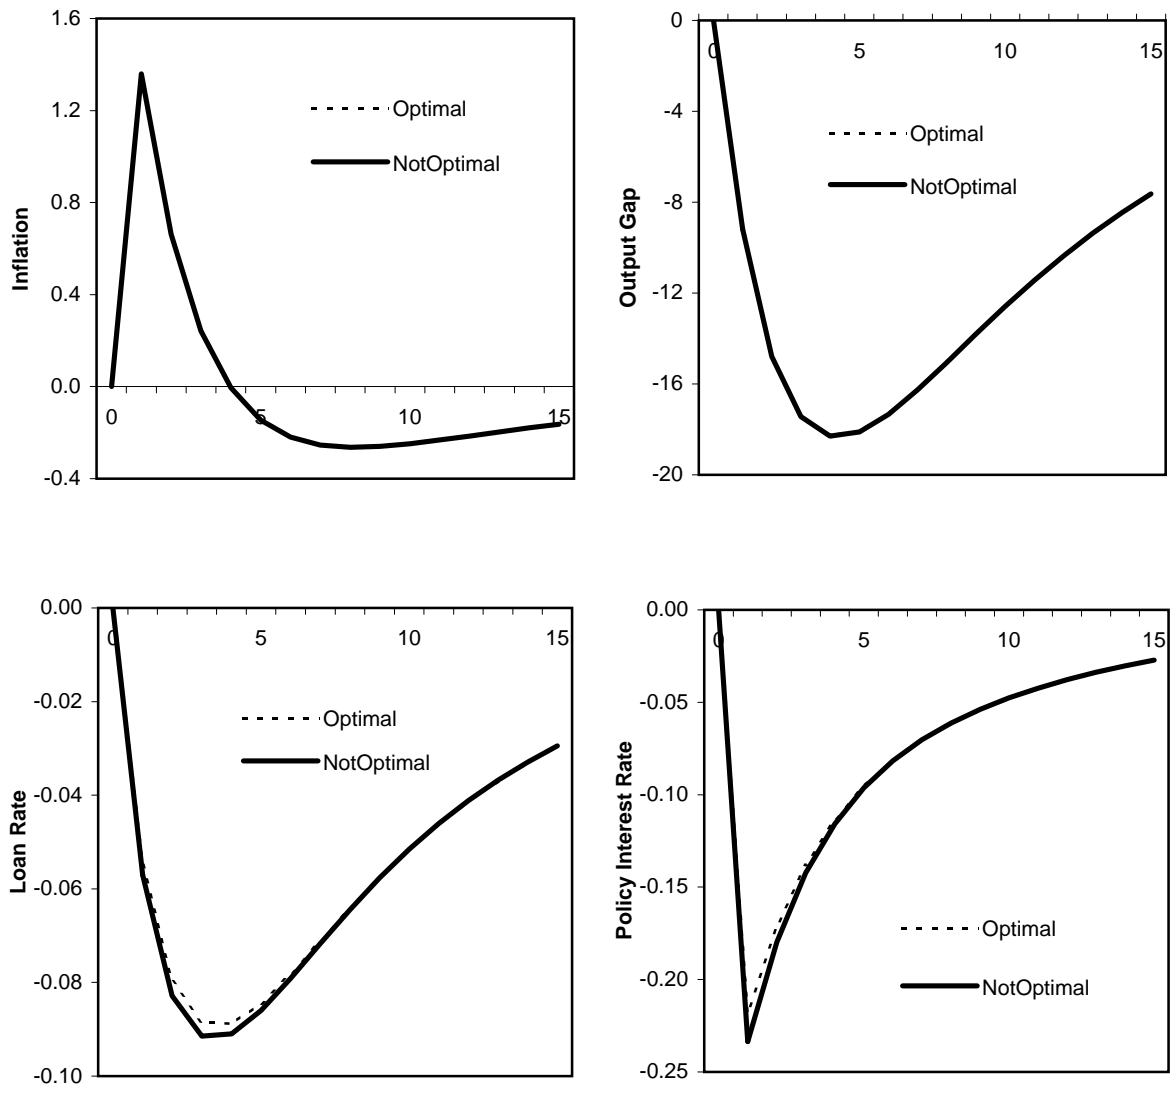 1.6
1.2
0.8
0.4
0.0
-0.4
Inflation
0 5 10 15
Optimal
NotOptimal
0
-4
-8
-12
-16
-20
Output Gap
0 5 10 15
Optimal
NotOptimal
0.00
-0.02
-0.04
-0.06
-0.08
-0.10
Loan Rate
0 5 10 15
Optimal
NotOptimal
0.00
-0.05
-0.10
-0.15
-0.20
-0.25
Policy Interest Rate
0 5 10 15
Optimal
NotOptimal